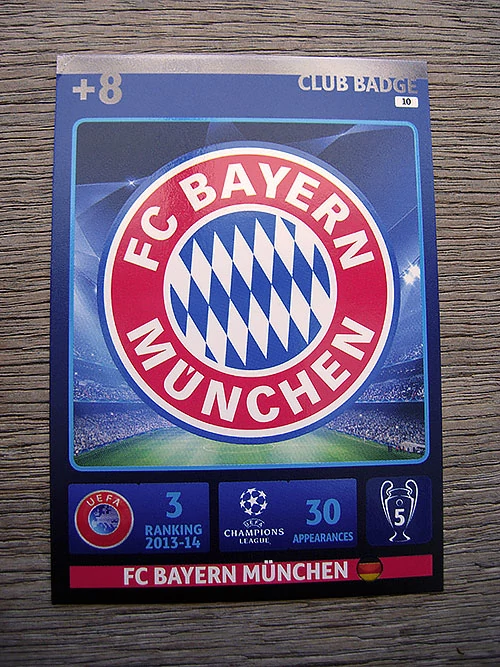 +8
CLUB BADGE
10
FC BAYERN
MÜNCHEN
UEFA
3
RANKING
2013-14
UEFA
CHAMPIONS
LEAGUE
30
APPEARANCES
5
FC BAYERN MÜNCHEN